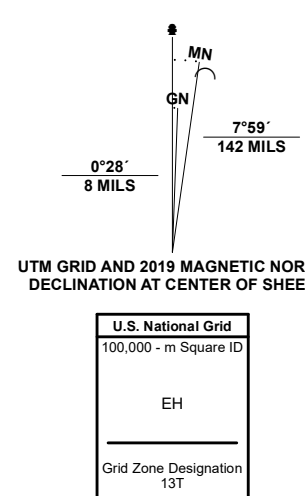 MN
GN
7°59´
142 MILS
0°28´
8 MILS
UTM GRID AND 2019 MAGNETIC NOR
DECLINATION AT CENTER OF SHEE
U.S. National Grid
100,000 - m Square ID
EH
Grid Zone Designation
13T